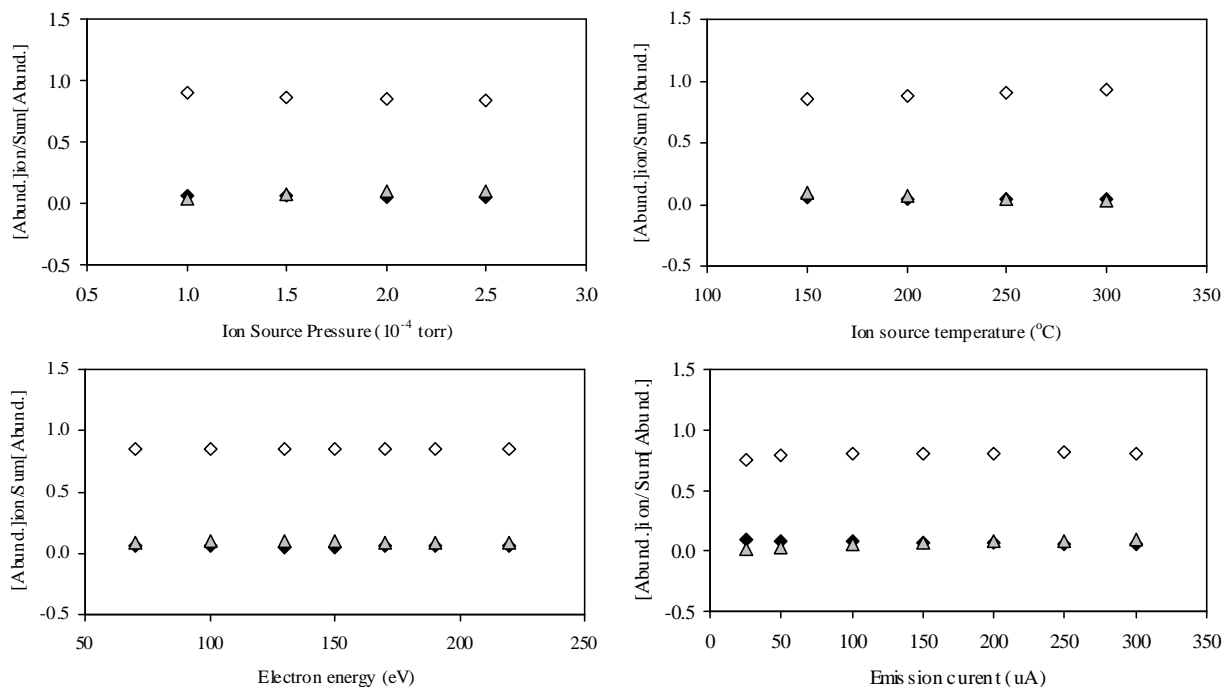 [Abund.]ion/Sum[Abund.]
1.5
1.0
0.5
0.0
-0.5
0.5 1.0 1.5 2.0 2.5 3.0
Ion Source Pressure (10⁻⁴ torr)
[Abund.]ion/Sum[Abund.]
1.5
1.0
0.5
0.0
-0.5
100 150 200 250 300 350
Ion source temperature (°C)
[Abund.]ion/Sum[Abund.]
1.5
1.0
0.5
0.0
-0.5
50 100 150 200 250
Electron energy (eV)
[Abund.]ion/Sum[Abund.]
1.5
1.0
0.5
0.0
-0.5
0 50 100 150 200 250 300 350
Emission curent (uA)